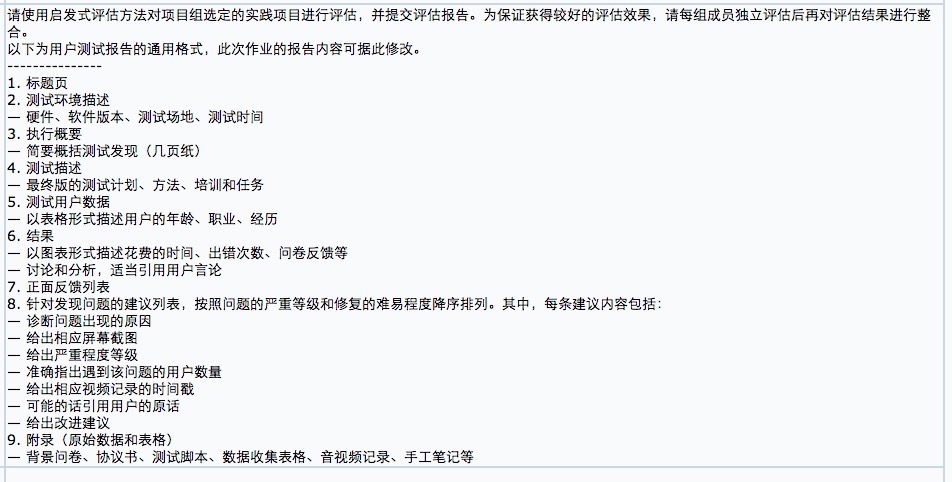 请使用启发式评估方法对项目组选定的实践项目进行评估，并提交评估报告。为保证获得较好的评估效果，请每组成员独立评估后再对评估结果进行整
合。
以下为用户测试报告的通用格式，此次作业的报告内容可据此修改。
---------------
1. 标题页
2. 测试环境描述
— 硬件、软件版本、测试场地、测试时间
3. 执行概要
— 简要概括测试发现（几页纸）
4. 测试描述
— 最终版的测试计划、方法、培训和任务
5. 测试用户数据
— 以表格形式描述用户的年龄、职业、经历
6. 结果
— 以图表形式描述花费的时间、出错次数、问卷反馈等
— 讨论和分析，适当引用用户言论
7. 正面反馈列表
8. 针对发现问题的建议列表，按照问题的严重等级和修复的难易程度降序排列。其中，每条建议内容包括：
— 诊断问题出现的原因
— 给出相应屏幕截图
— 给出严重程度等级
— 准确指出遇到该问题的用户数量
— 给出相应视频记录的时间戳
— 可能的话引用用户的原话
— 给出改进建议
9. 附录（原始数据和表格）
— 背景问卷、协议书、测试脚本、数据收集表格、音视频记录、手工笔记等